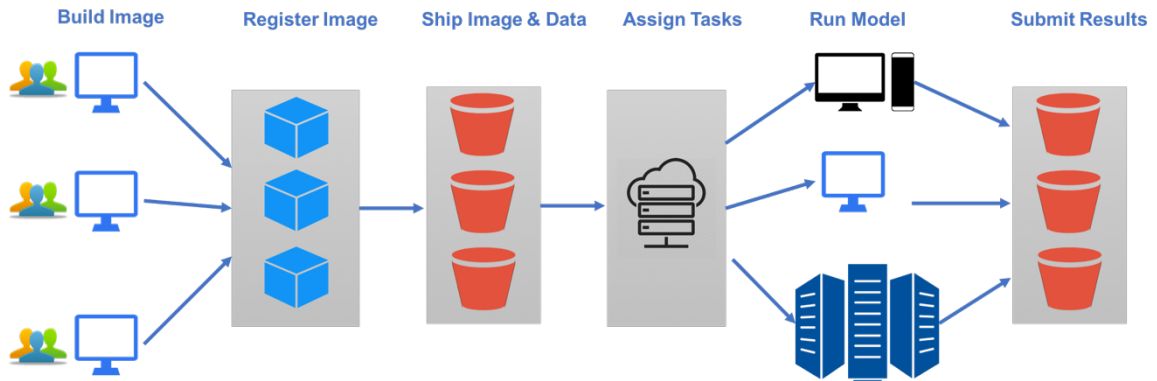 Build Image
Register Image
Ship Image & Data
Assign Tasks
Run Model
Submit Results